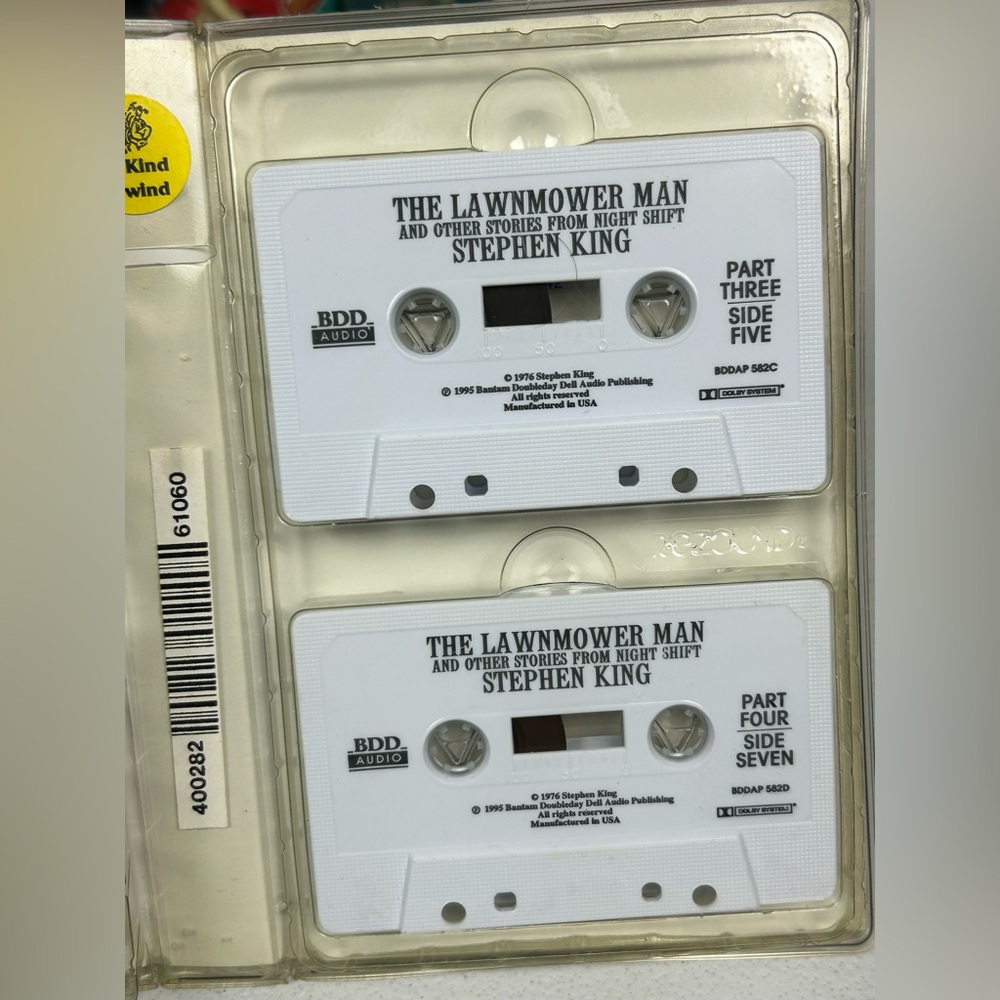 Kind
wind
THE LAWNMOWER MAN
AND OTHER STORIES FROM NIGHT SHIFT
STEPHEN KING
BDD
AUDIO
PART
THREE
SIDE
FIVE
100 50 0
BDDAP 582C
DOLBY SYSTEM®
© 1976 Stephen King
℗ 1995 Bantam Doubleday Dell Audio Publishing
All rights reserved
Manufactured in USA
400282 61060
THE LAWNMOWER MAN
AND OTHER STORIES FROM NIGHT SHIFT
STEPHEN KING
BDD
AUDIO
PART
FOUR
SIDE
SEVEN
BDDAP 582D
DOLBY SYSTEM®
© 1976 Stephen King
℗ 1995 Bantam Doubleday Dell Audio Publishing
All rights reserved
Manufactured in USA